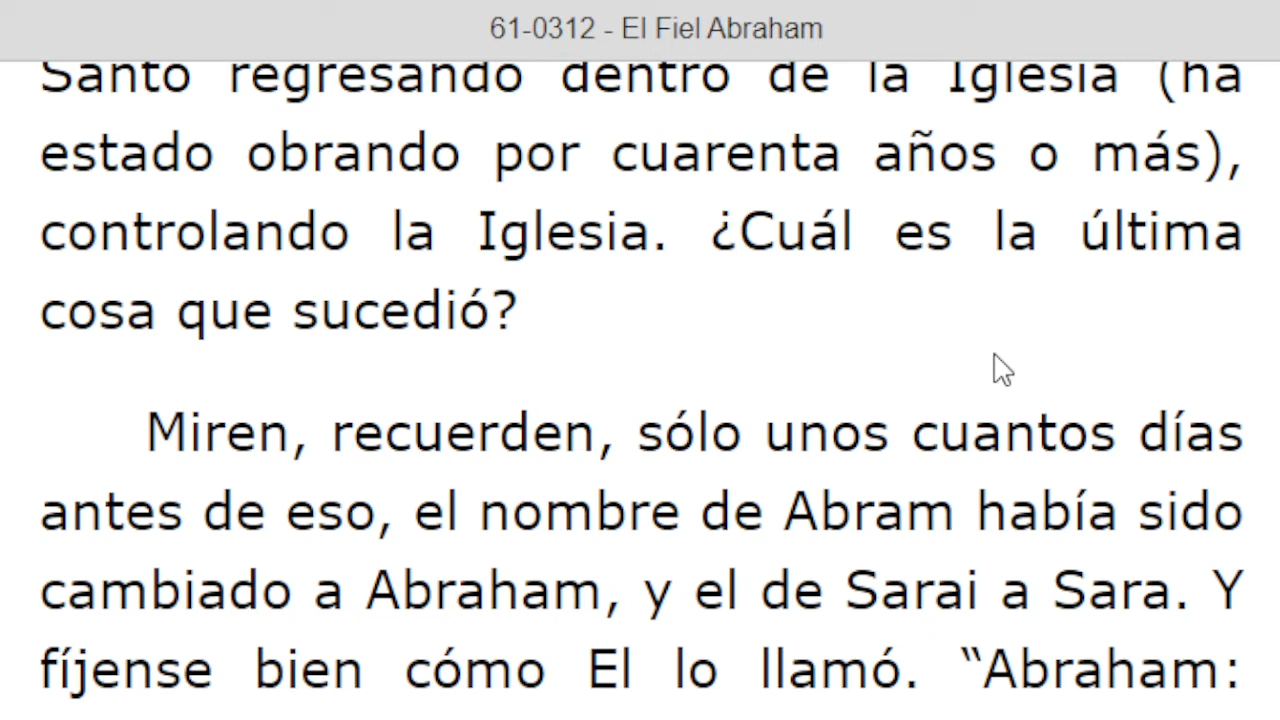 61-0312 - El Fiel Abraham
Santo regresando dentro de la Iglesia (ha
estado obrando por cuarenta años o más),
controlando la Iglesia. ¿Cuál es la última
cosa que sucedió?
Miren, recuerden, sólo unos cuantos días
antes de eso, el nombre de Abram había sido
cambiado a Abraham, y el de Sarai a Sara. Y
fíjense bien cómo El lo llamó. “Abraham: